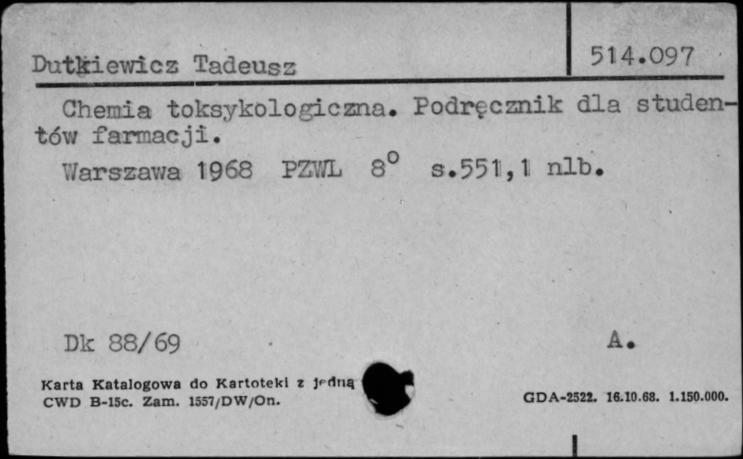 Dutkiewicz Tadeusz
514.097
Chemia toksykologiczna. Podręcznik dla studen-
tów farmacji.
Warszawa 1968 PZWL 8° s.551,1 nlb.
Dk 88/69
A.
Karta Katalogowa do Kartoteki z jedną
CWD B-15c. Zam. 1557/DW/On.
GDA-2522. 16.10.68. 1.150.000.